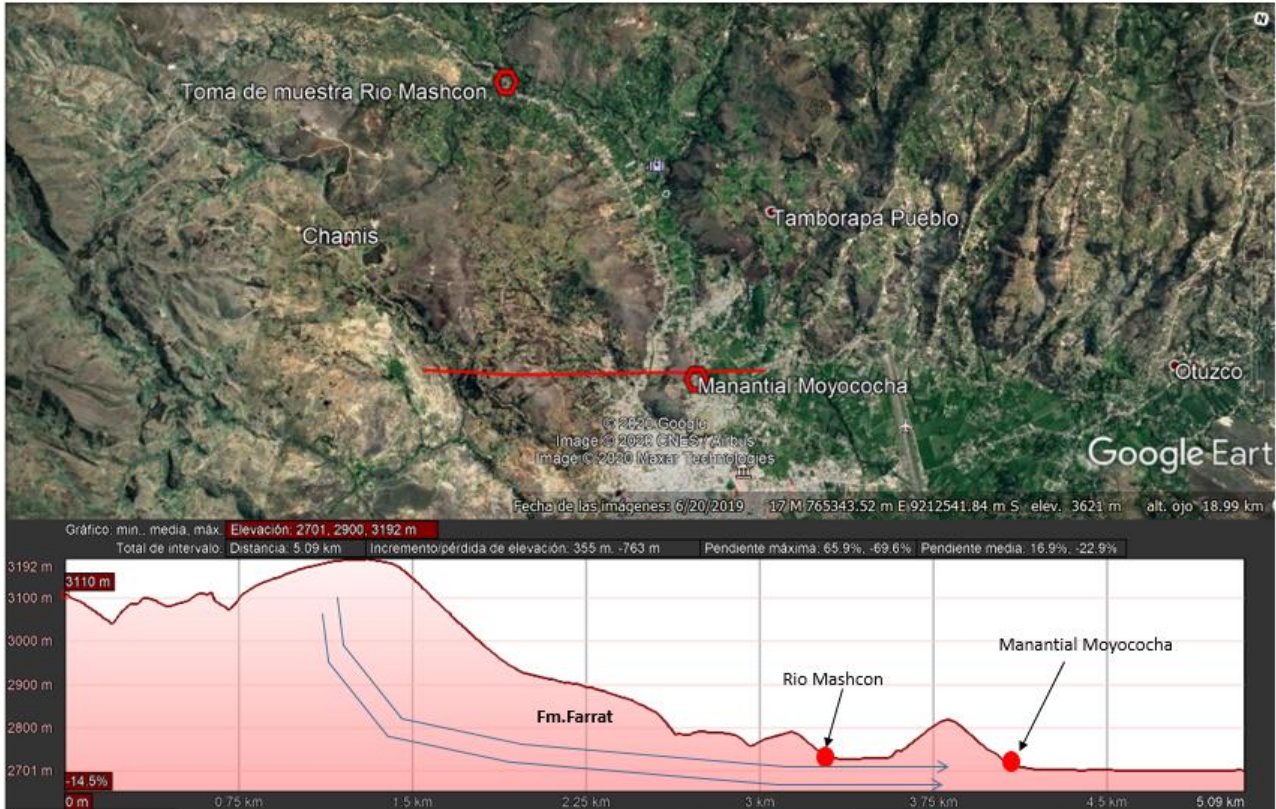 N
Toma de muestra Rio Mashcon
Tamborapa Pueblo
Chamis
Otuzco
Manantial Moyococha
© 2020 Google
Image © 2020 CNES / Airbus
Image © 2020 Maxar Technologies
Google Eart
Fecha de las imágenes: 6/20/2019 17 M 765343.52 m E 9212541.84 m S elev. 3621 m alt. ojo 18.99 km
Gráfico: min., media, máx. Elevación: 2701, 2900, 3192 m
Total de intervalo: Distancia: 5.09 km Incremento/pérdida de elevación: 355 m, -763 m Pendiente máxima: 65.9%, -69.6% Pendiente media: 16.9%, -22.9%
3192 m
3110 m
3100 m
3000 m
Manantial Moyococha
2900 m
Rio Mashcon
Fm.Farrat
2800 m
2701 m
-14.5%
0 m 0.75 km 1.5 km 2.25 km 3 km 3.75 km 4.5 km 5.09 km